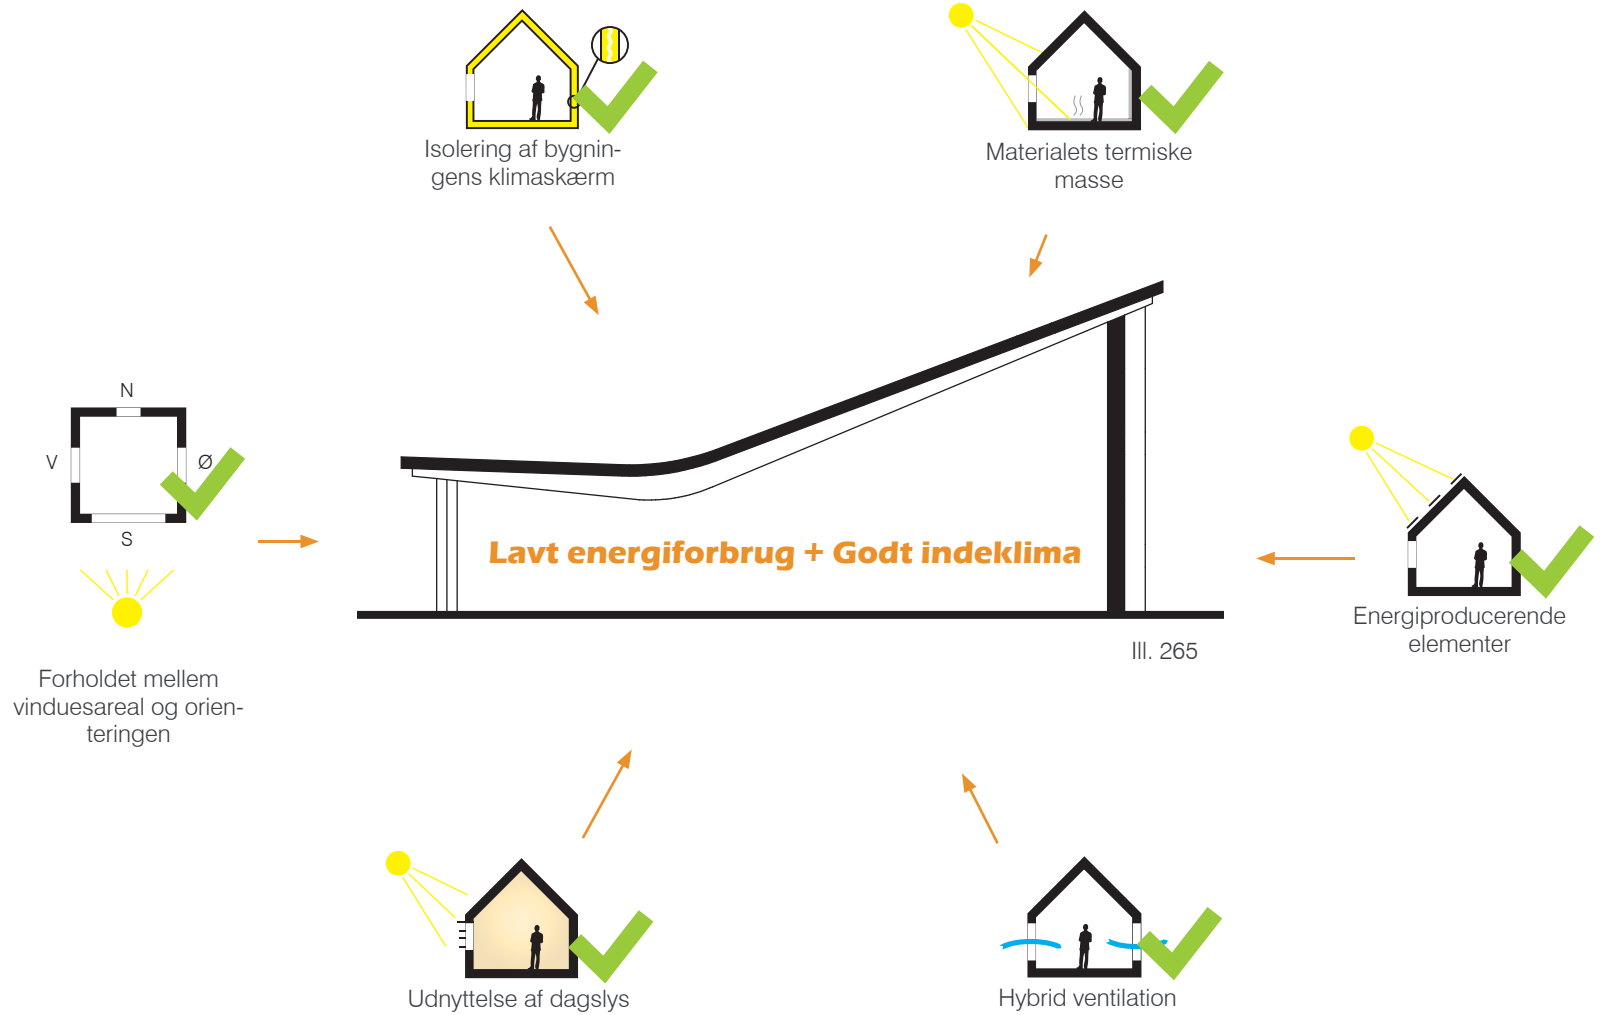 Isolering af bygnin-
gens klimaskærm
Materialets termiske
masse
N
V
Ø
S
Forholdet mellem
vinduesareal og orien-
teringen
Lavt energiforbrug + Godt indeklima
Ill. 265
Energiproducerende
elementer
Udnyttelse af dagslys
Hybrid ventilation